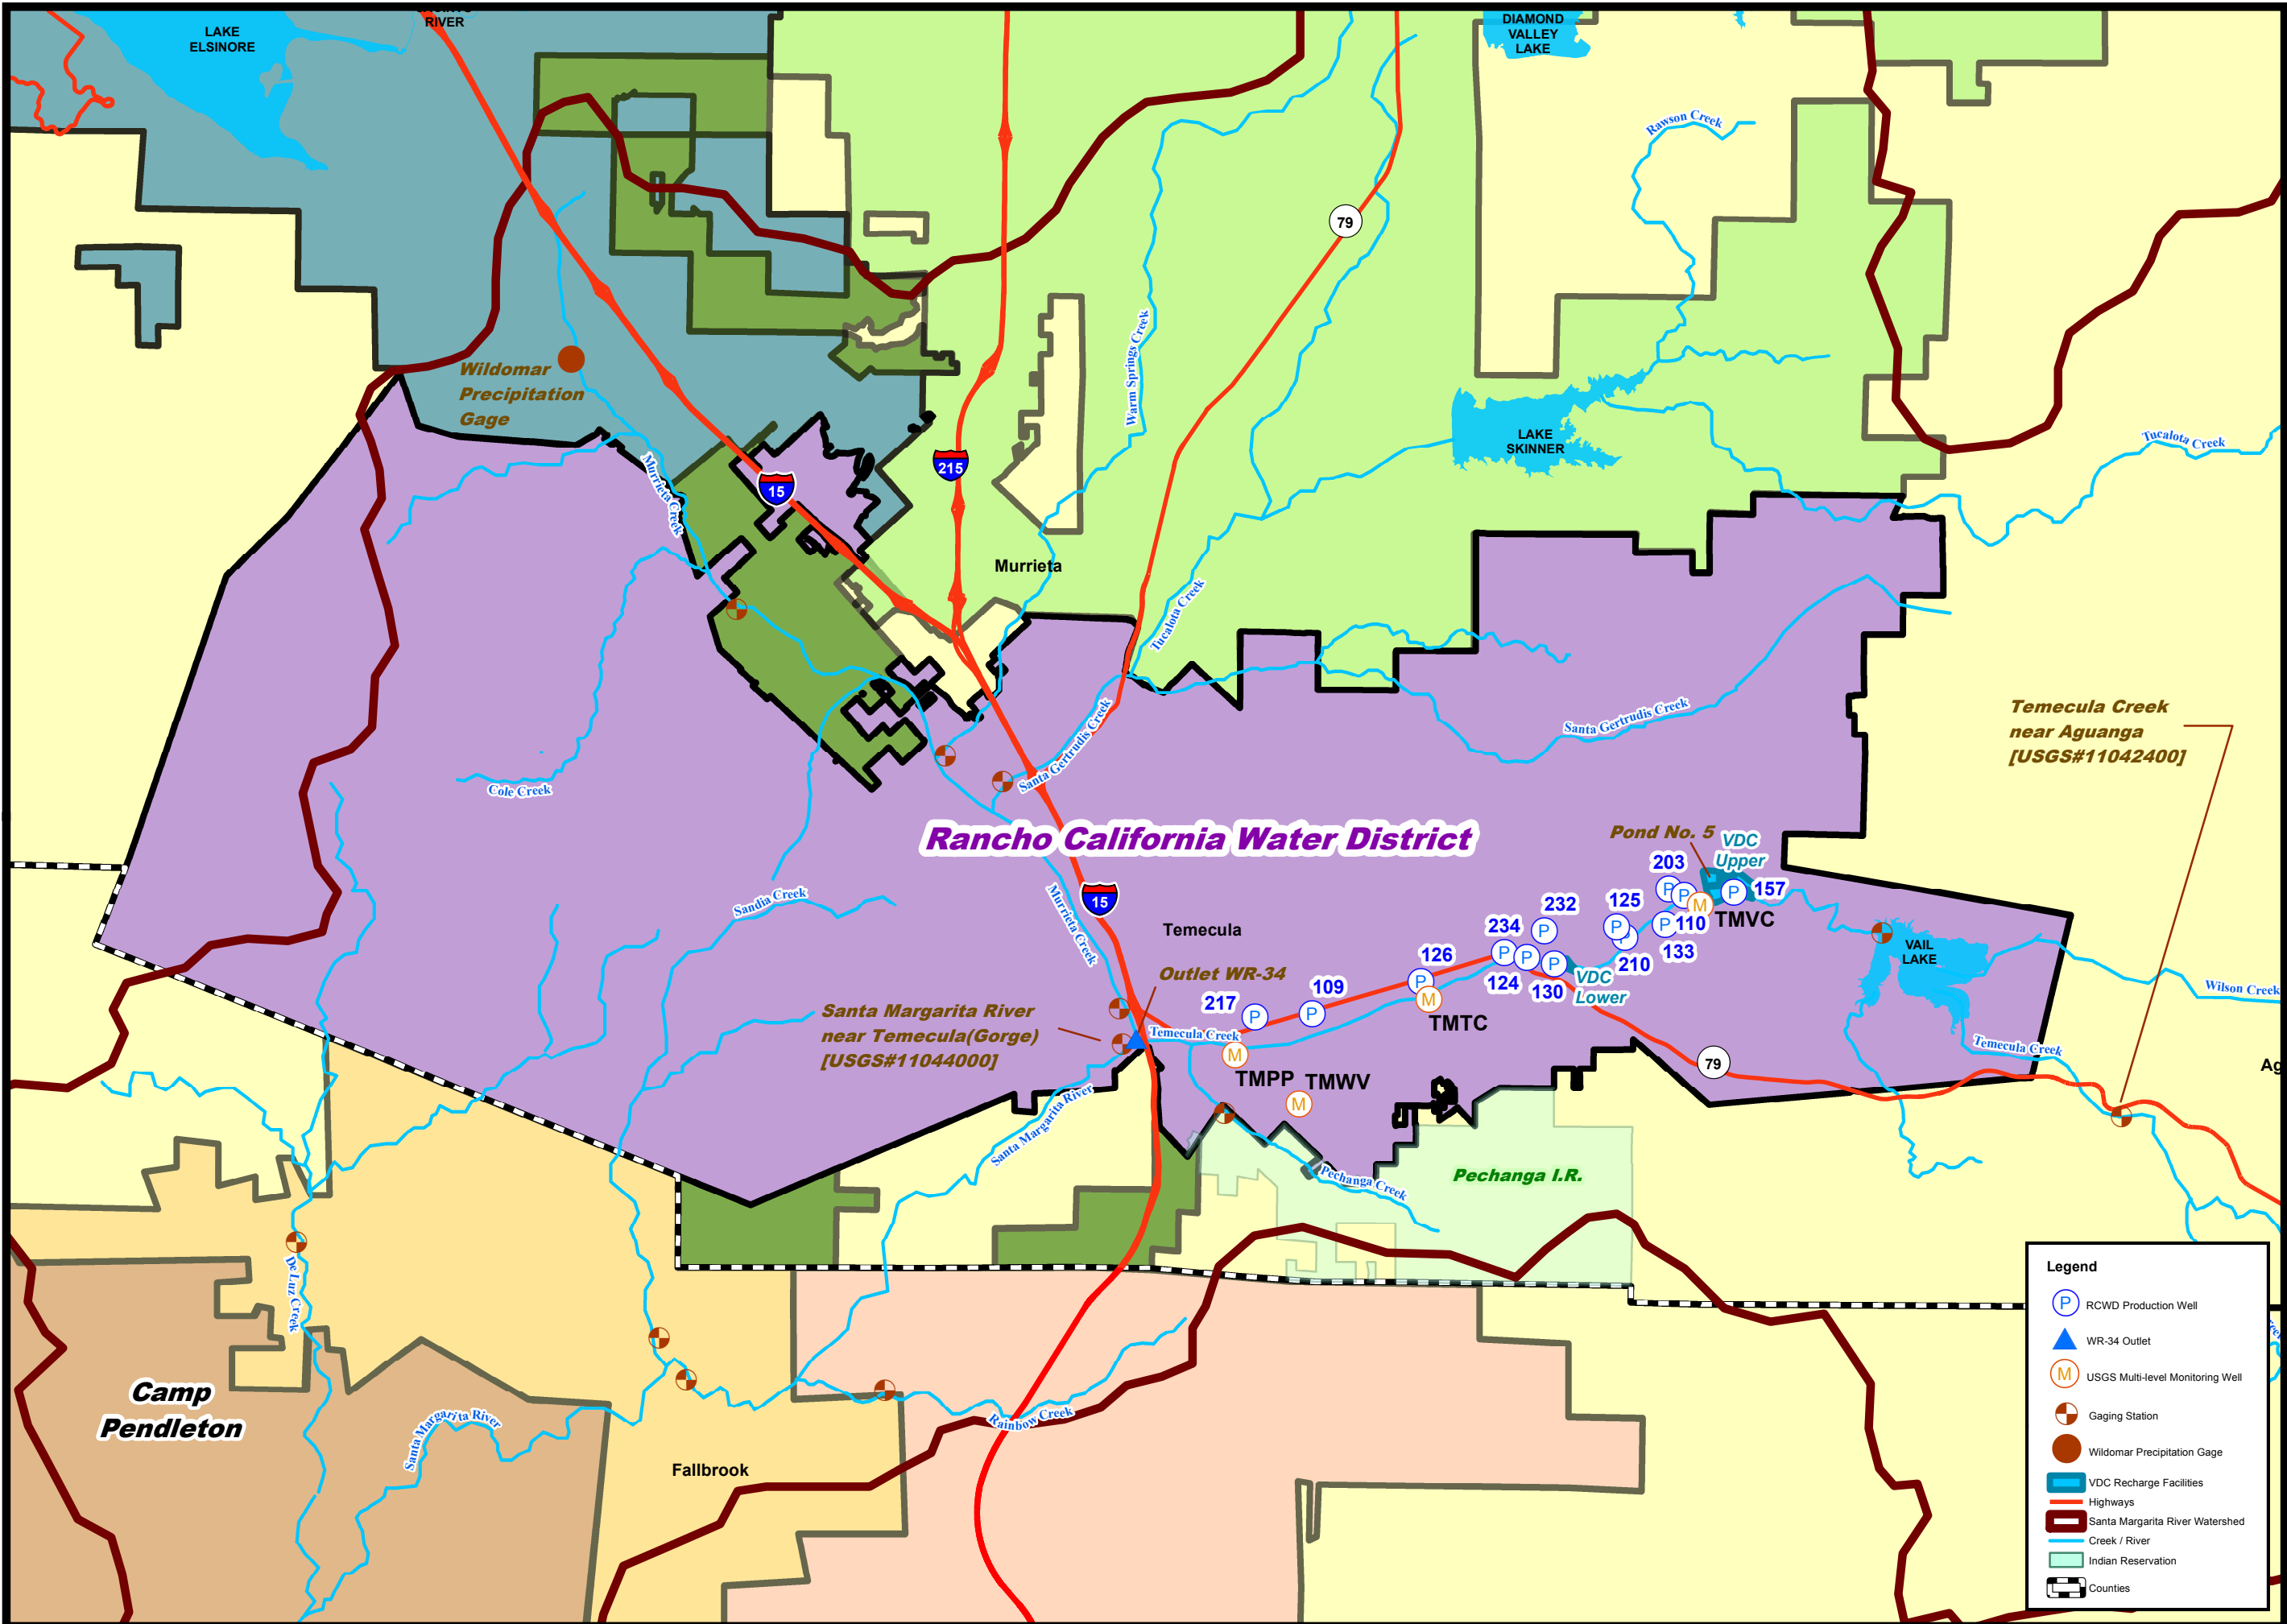 RIVER
LAKE
ELSINORE
DIAMOND
VALLEY
LAKE
Rawson Creek
79
Warm Springs Creek
Wildomar
Precipitation
Gage
LAKE
SKINNER
Tucalota Creek
215
15
Murrieta Creek
Murrieta
Tucalota Creek
Santa Gertrudis Creek
Santa Gertrudis Creek
Temecula Creek
near Aguanga
[USGS#11042400]
Cole Creek
Rancho California Water District
Pond No. 5
VDC
Upper
203
P
P
P
157
M
TMVC
15
Sandia Creek
Murrieta Creek
Temecula
232
P
125
P
P
P
110
133
210
234
P
P
P
124
130
VDC
Lower
126
P
M
TMTC
109
P
217
P
VAIL
LAKE
Wilson Creek
Outlet WR-34
Santa Margarita River
near Temecula(Gorge)
[USGS#11044000]
Temecula Creek
M
TMPP
TMWV
M
79
Temecula Creek
Ag
Santa Margarita River
Pechanga Creek
Pechanga I.R.
De Luz Creek
Camp
Pendleton
Santa Margarita River
Rainbow Creek
Fallbrook
Legend
P RCWD Production Well
WR-34 Outlet
M USGS Multi-level Monitoring Well
Gaging Station
Wildomar Precipitation Gage
VDC Recharge Facilities
Highways
Santa Margarita River Watershed
Creek / River
Indian Reservation
Counties